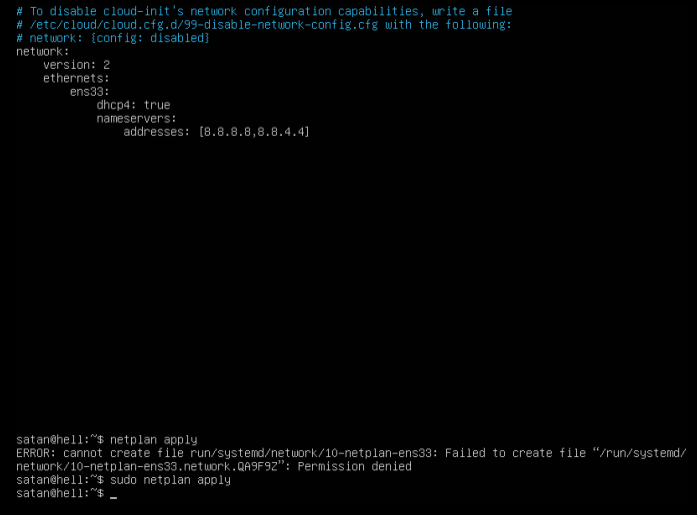 # To disable cloud-init's network configuration capabilities, write a file
# /etc/cloud/cloud.cfg.d/99-disable-network-config.cfg with the following:
# network: {config: disabled}
network:
    version: 2
    ethernets:
        ens33:
            dhcp4: true
            nameservers:
                addresses: [8.8.8.8,8.8.4.4]
satan@hell:~$ netplan apply
ERROR: cannot create file run/systemd/network/10-netplan-ens33: Failed to create file “/run/systemd/
network/10-netplan-ens33.network.QA9F9Z”: Permission denied
satan@hell:~$ sudo netplan apply
satan@hell:~$ _